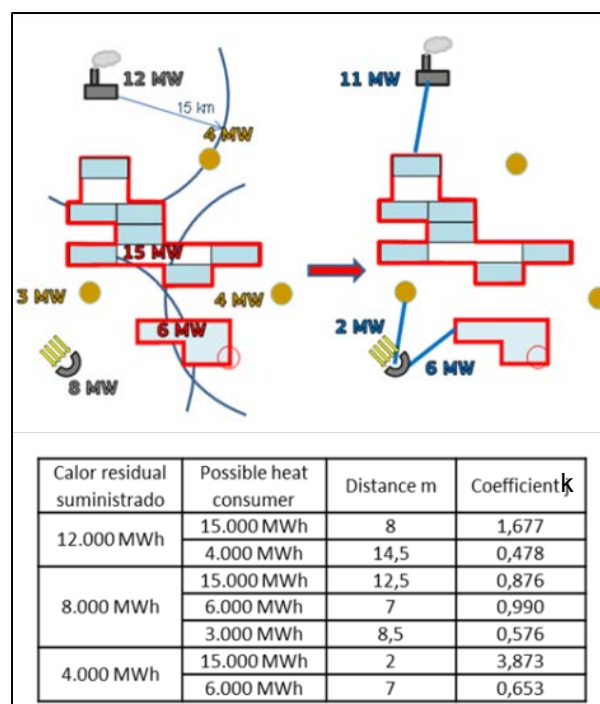 12 MW
11 MW
15 km
4 MW
15 MW
3 MW
4 MW
2 MW
6 MW
6 MW
8 MW
Calor residual suministrado
Possible heat consumer
Distance m
Coefficient k
12.000 MWh
15.000 MWh 8 1,677
4.000 MWh 14,5 0,478
8.000 MWh
15.000 MWh 12,5 0,876
6.000 MWh 7 0,990
3.000 MWh 8,5 0,576
4.000 MWh
15.000 MWh 2 3,873
6.000 MWh 7 0,653